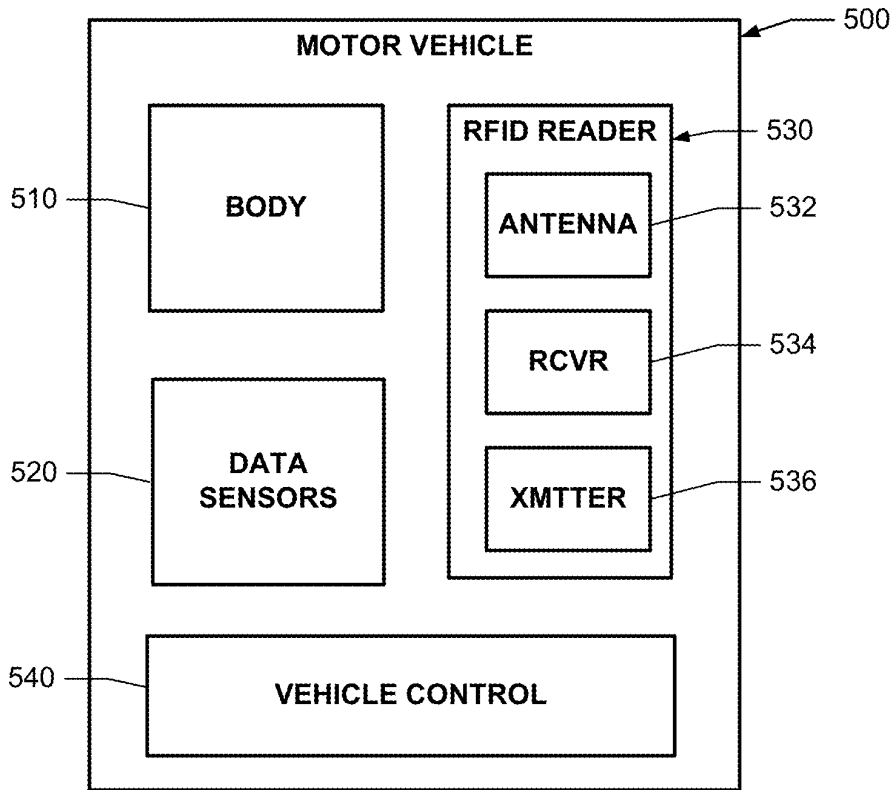 500
MOTOR VEHICLE
RFID READER
530
510
BODY
ANTENNA
532
RCVR
534
520
DATA
SENSORS
XMTTER
536
540
VEHICLE CONTROL